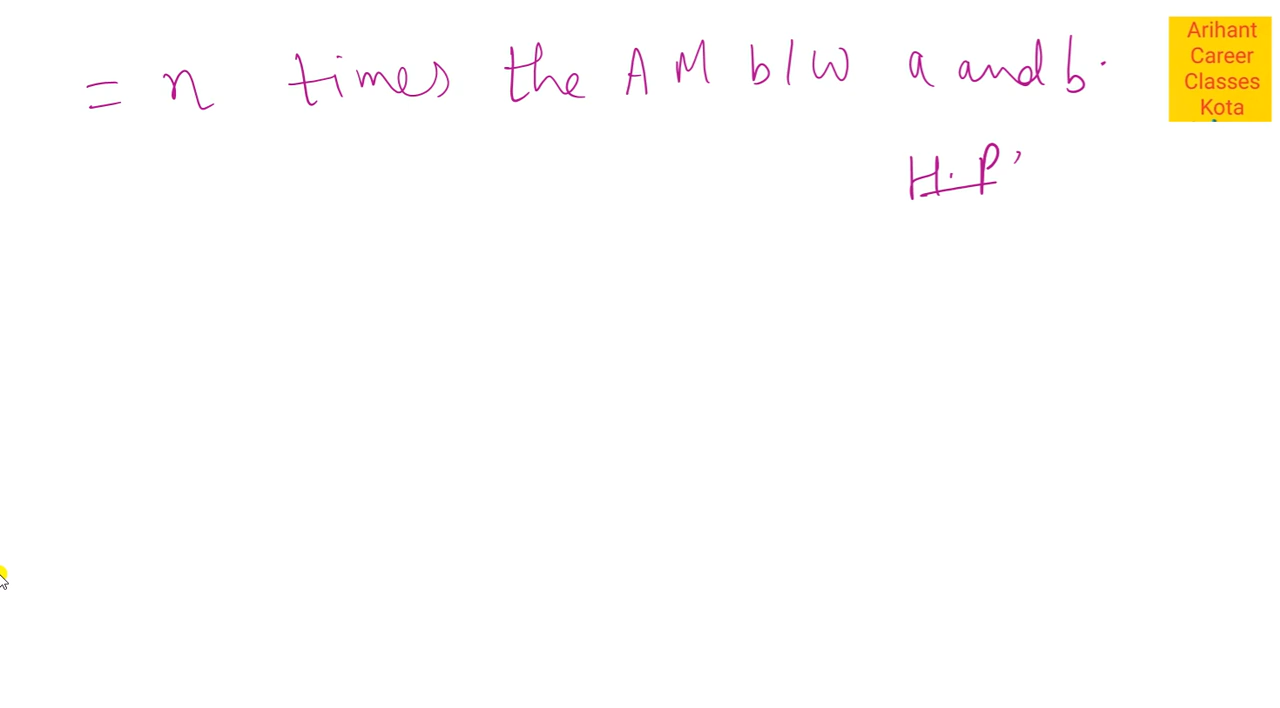 = n times the AM b/w a and b.
H.P,
Arihant
Career
Classes
Kota